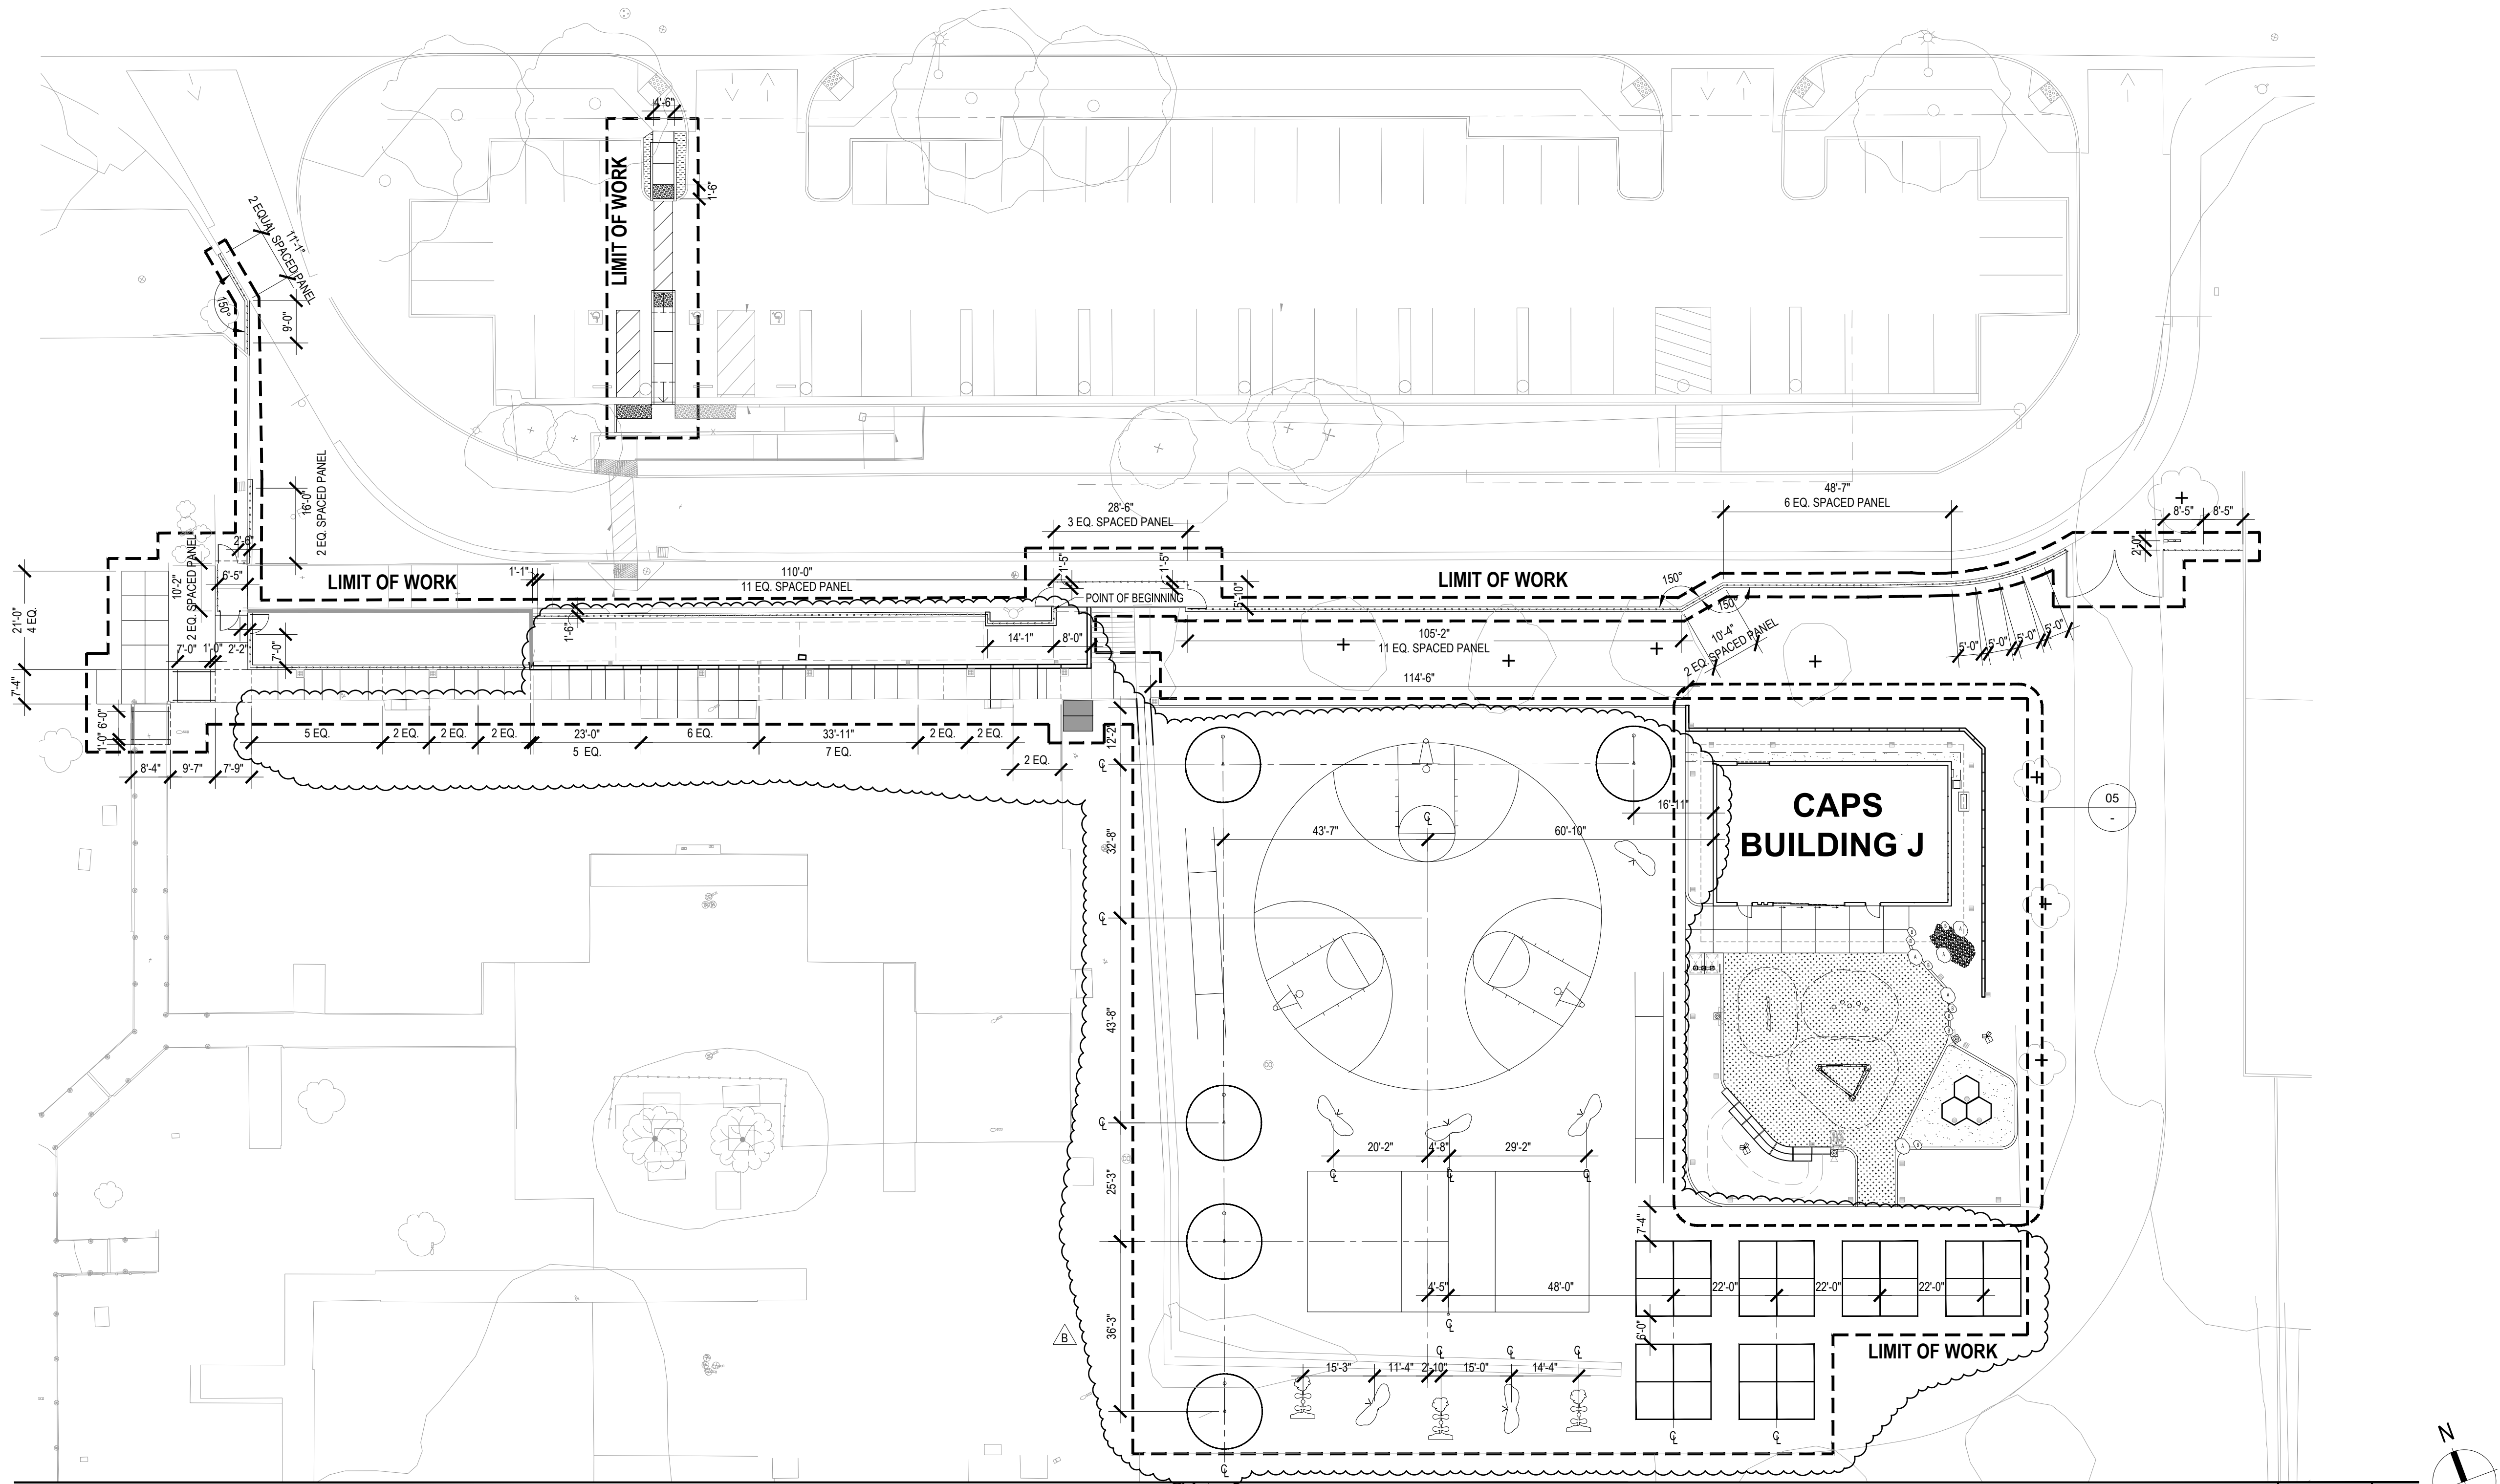 4'-6"
LIMIT OF WORK
1'-6"
2 EQUAL SPACED PANEL
11'-1"
150°
9'-0"
16'-0"
2 EQ. SPACED PANEL
48'-7"
6 EQ. SPACED PANEL
28'-6"
3 EQ. SPACED PANEL
8'-5"
8'-5"
2'-0"
2'-6"
6'-5"
10'-2"
2 EQ. SPACED PANEL
LIMIT OF WORK
1'-1"
110'-0"
11 EQ. SPACED PANEL
1'-5"
1'-5"
POINT OF BEGINNING
5'-10"
LIMIT OF WORK
150°
150°
21'-0"
4 EQ.
1'-6"
14'-1"
8'-0"
105'-2"
11 EQ. SPACED PANEL
10'-4"
2 EQ. SPACED PANEL
5'-0"
5'-0"
5'-0"
5'-0"
7'-0"
1'-0"
2'-2"
7'-0"
7'-4"
114'-6"
6'-0"
1'-0"
5 EQ.
2 EQ.
2 EQ.
2 EQ.
23'-0"
5 EQ.
6 EQ.
33'-11"
7 EQ.
2 EQ.
2 EQ.
2 EQ.
12'-2"
8'-4"
9'-7"
7'-9"
CAPS
BUILDING J
05
-
16'-11"
43'-7"
60'-10"
32'-8"
43'-8"
20'-2"
4'-8"
29'-2"
25'-3"
7'-4"
4'-5"
48'-0"
22'-0"
22'-0"
22'-0"
36'-3"
B
6'-0"
LIMIT OF WORK
15'-3"
11'-4"
2'-10"
15'-0"
14'-4"
N